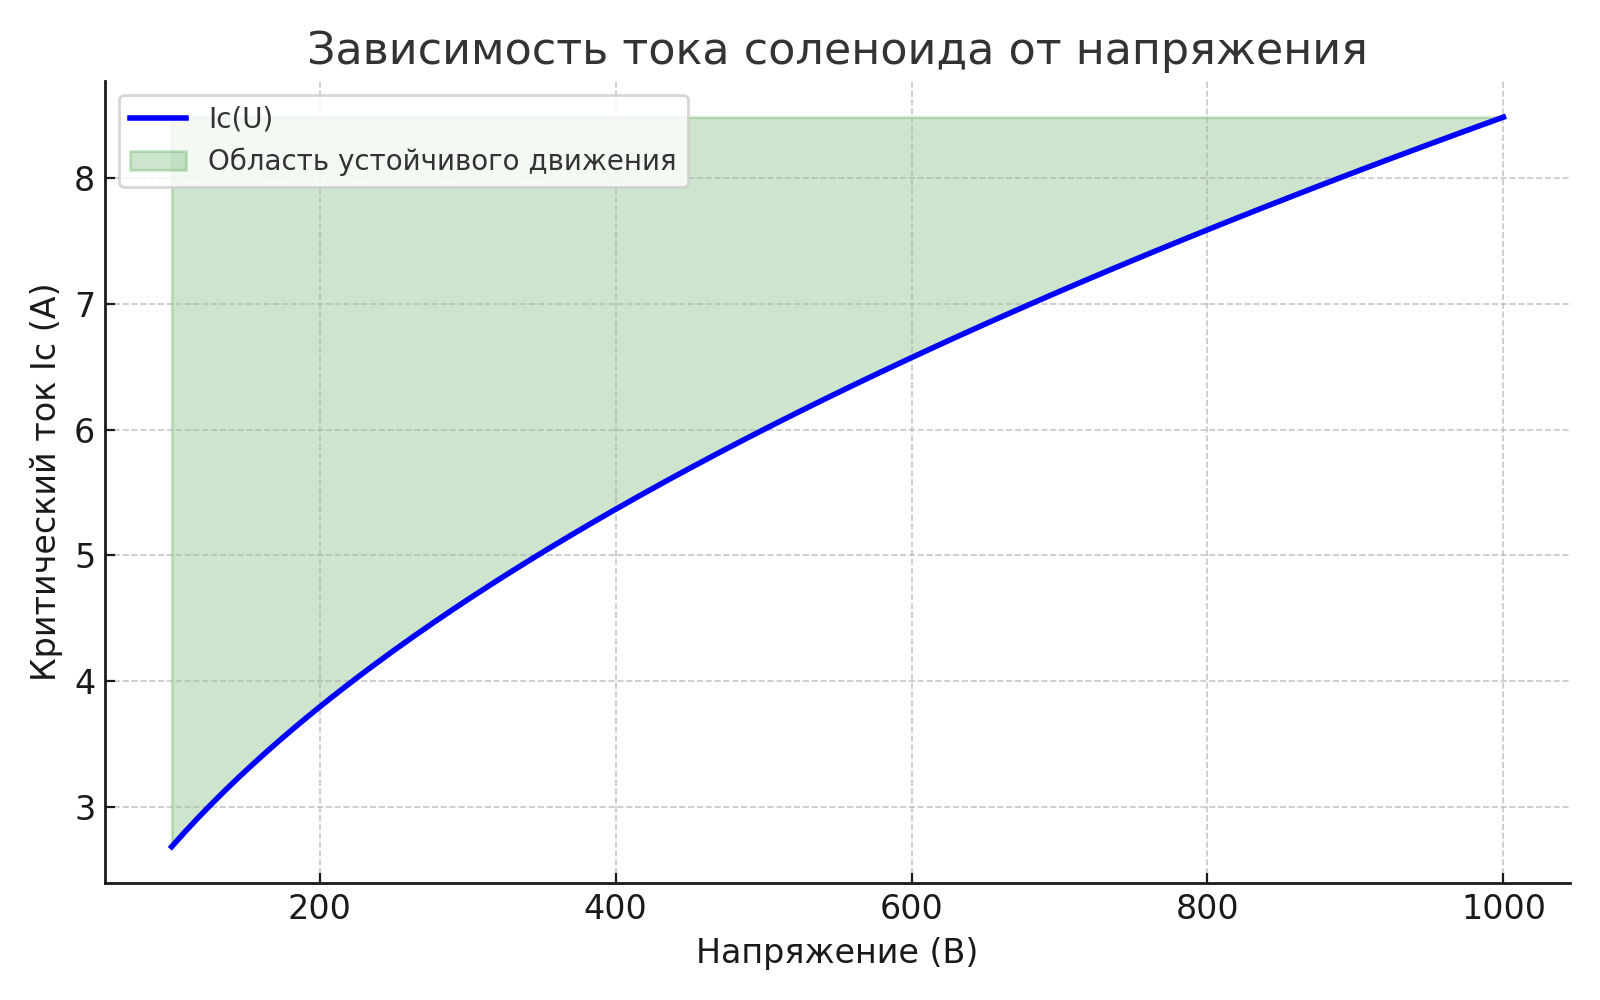 Зависимость тока соленоида от напряжения
Ic(U)
Область устойчивого движения
Критический ток Ic (А)
8
7
6
5
4
3
200
400
600
800
1000
Напряжение (В)